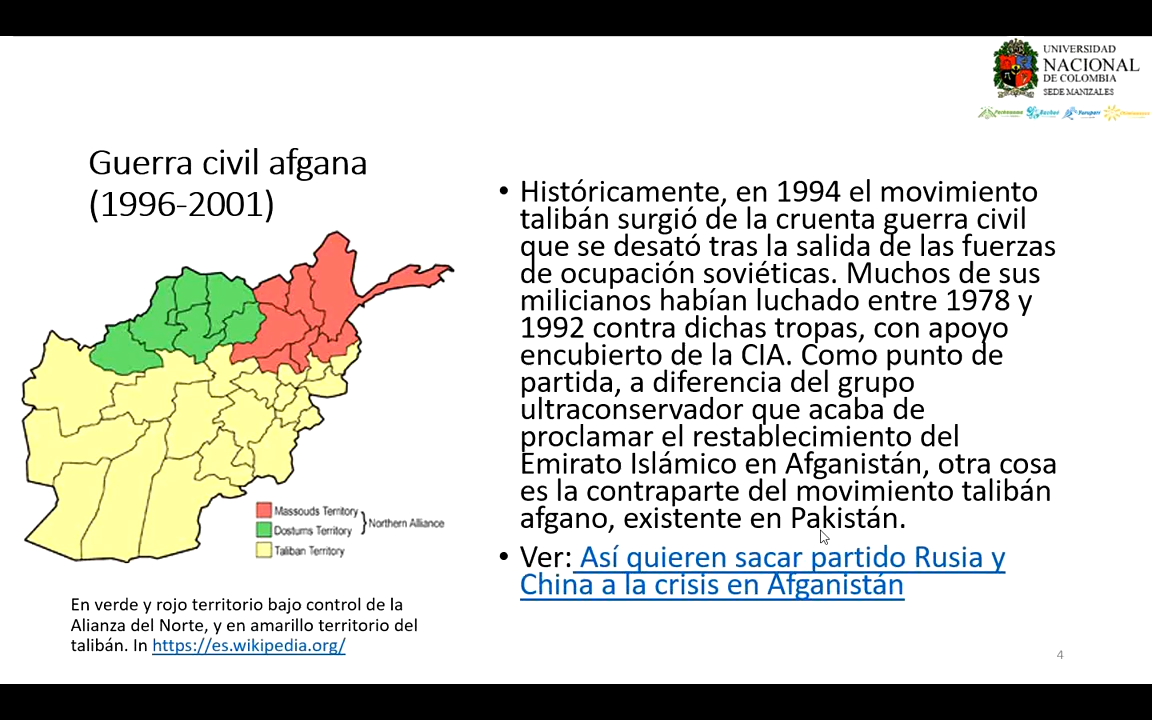 UNIVERSIDAD
NACIONAL
DE COLOMBIA
SEDE MANIZALES
Guerra civil afgana
(1996-2001)
Massouds Territory
Dostums Territory
Northern Alliance
Taliban Territory
En verde y rojo territorio bajo control de la
Alianza del Norte, y en amarillo territorio del
talibán. In https://es.wikipedia.org/
• Históricamente, en 1994 el movimiento
talibán surgió de la cruenta guerra civil
que se desató tras la salida de las fuerzas
de ocupación soviéticas. Muchos de sus
milicianos habían luchado entre 1978 y
1992 contra dichas tropas, con apoyo
encubierto de la CIA. Como punto de
partida, a diferencia del grupo
ultraconservador que acaba de
proclamar el restablecimiento del
Emirato Islámico en Afganistán, otra cosa
es la contraparte del movimiento talibán
afgano, existente en Pakistán.
• Ver: Así quieren sacar partido Rusia y
China a la crisis en Afganistán
4